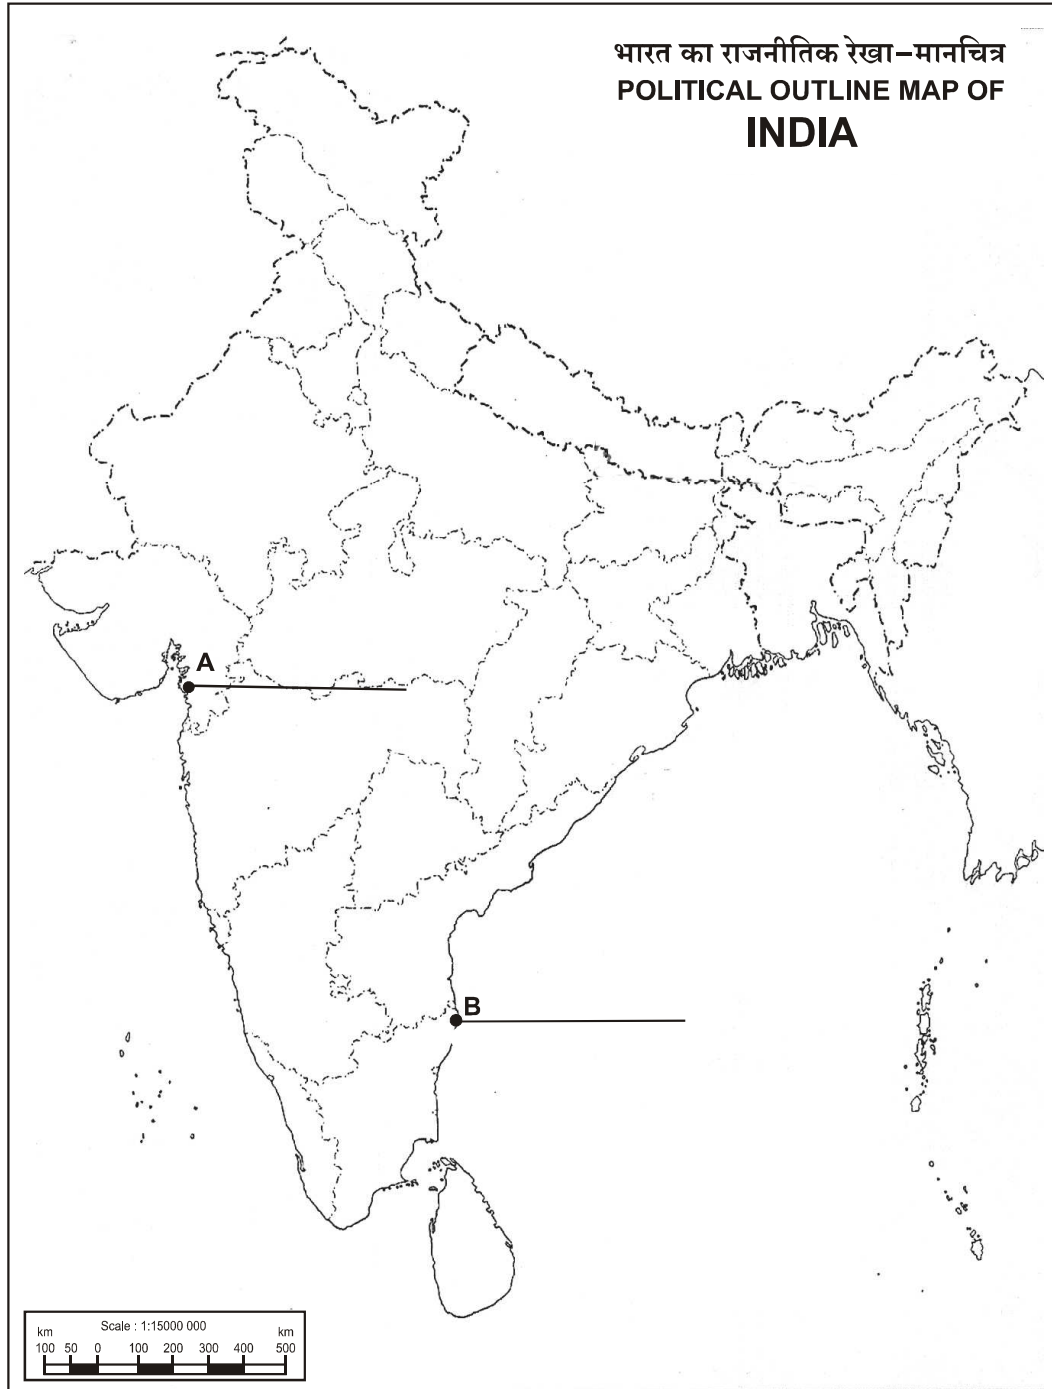 भारत का राजनीतिक रेखा-मानचित्र
POLITICAL OUTLINE MAP OF
INDIA
A
B
Scale : 1:15000 000
km km
100 50 0 100 200 300 400 500